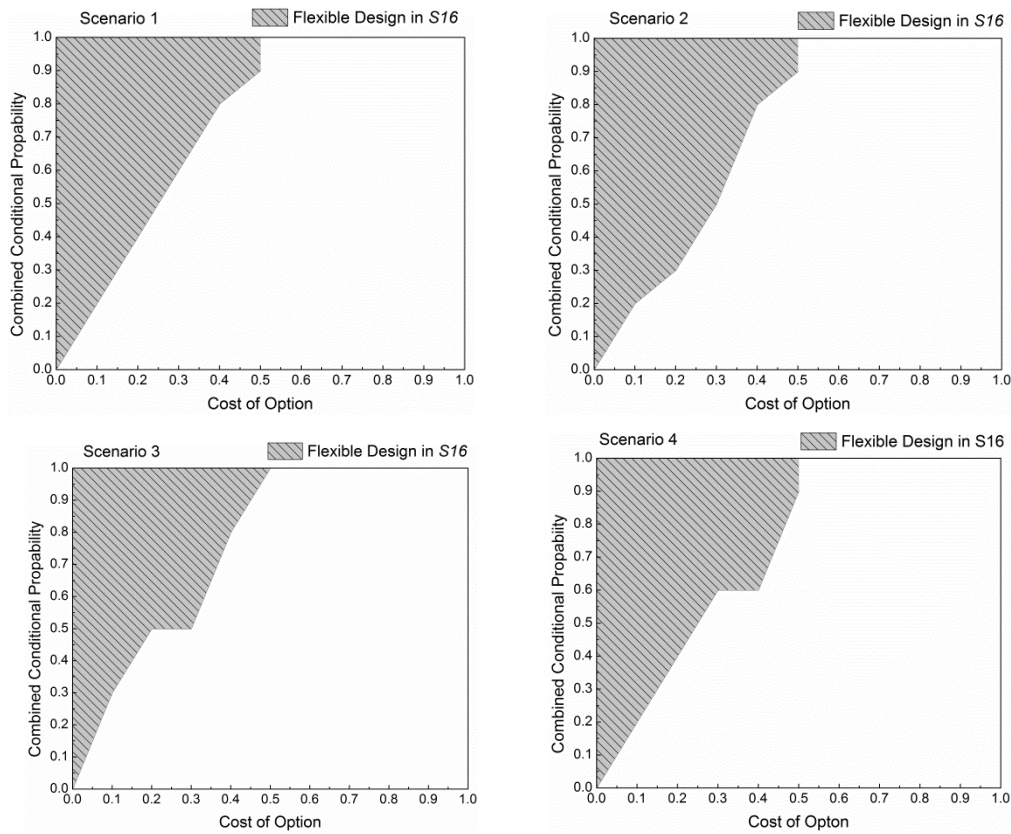 Scenario 1
Flexible Design in S16
Combined Conditional Propability
1.0
0.9
0.8
0.7
0.6
0.5
0.4
0.3
0.2
0.1
0.0
0.0 0.1 0.2 0.3 0.4 0.5 0.6 0.7 0.8 0.9 1.0
Cost of Option
Scenario 2
Flexible Design in S16
Combined Conditional Propability
1.0
0.9
0.8
0.7
0.6
0.5
0.4
0.3
0.2
0.1
0.0
0.0 0.1 0.2 0.3 0.4 0.5 0.6 0.7 0.8 0.9 1.0
Cost of Option
Scenario 3
Flexible Design in S16
Combined Conditional Propability
1.0
0.9
0.8
0.7
0.6
0.5
0.4
0.3
0.2
0.1
0.0
0.0 0.1 0.2 0.3 0.4 0.5 0.6 0.7 0.8 0.9 1.0
Cost of Option
Scenario 4
Flexible Design in S16
Combined Conditional Propabiity
1.0
0.9
0.8
0.7
0.6
0.5
0.4
0.3
0.2
0.1
0.0
0.0 0.1 0.2 0.3 0.4 0.5 0.6 0.7 0.8 0.9 1.0
Cost of Option